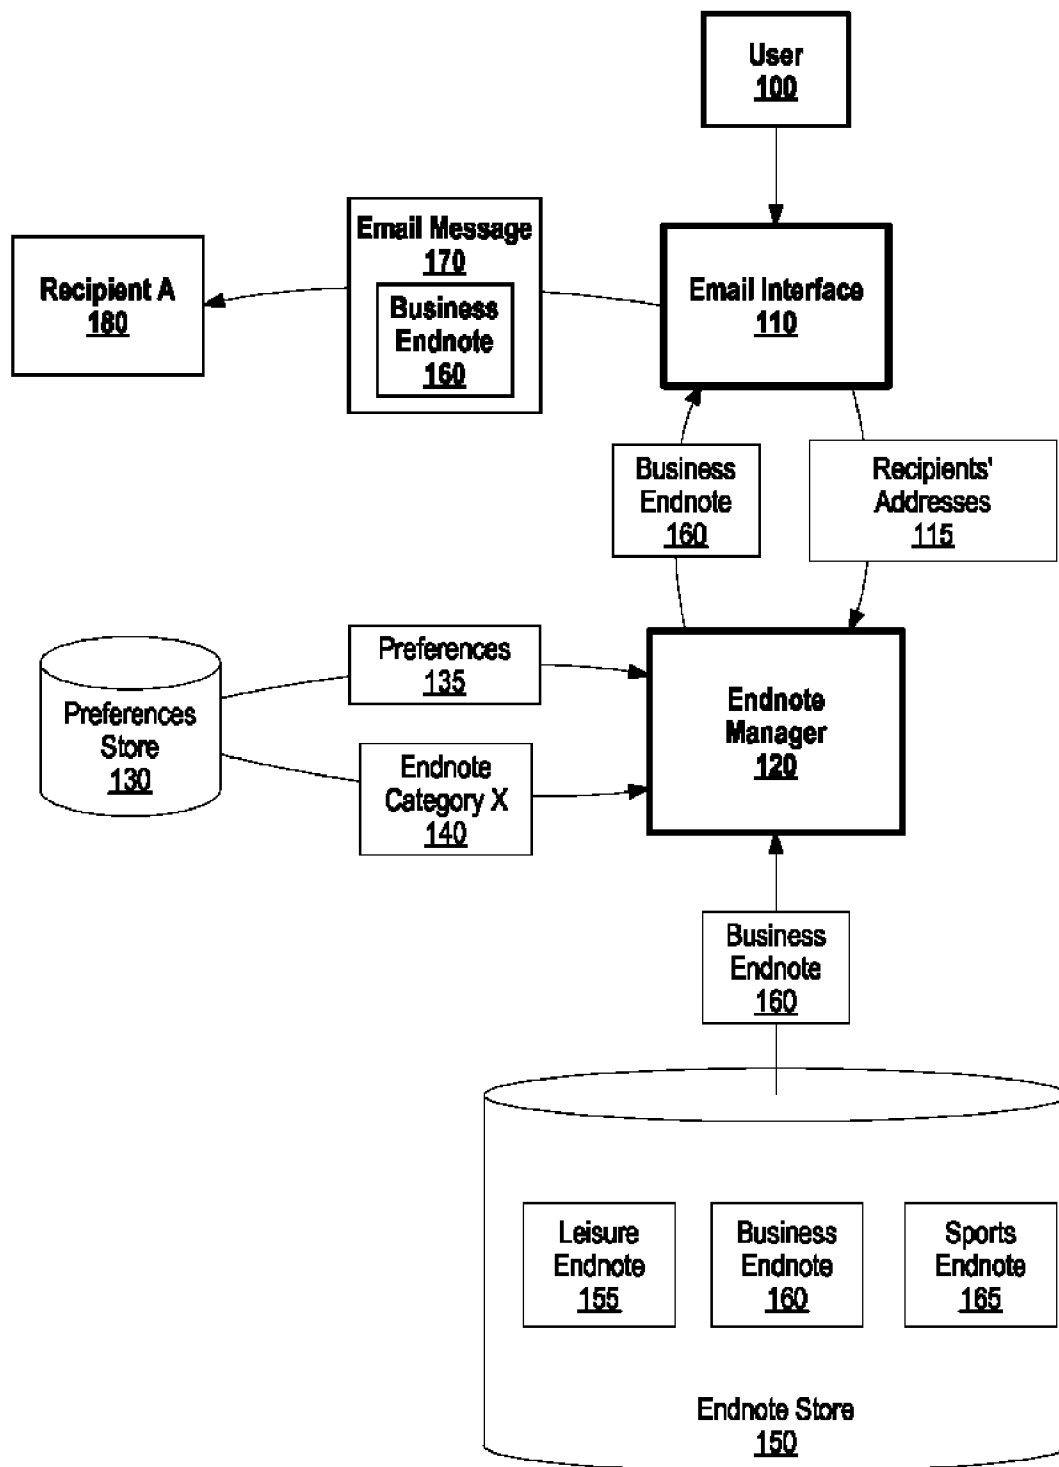 User
100
Email Message
170
Business
Endnote
160
Recipient A
180
Email Interface
110
Business
Endnote
160
Recipients'
Addresses
115
Preferences
135
Preferences
Store
130
Endnote
Category X
140
Endnote
Manager
120
Business
Endnote
160
Leisure
Endnote
155
Business
Endnote
160
Sports
Endnote
165
Endnote Store
150